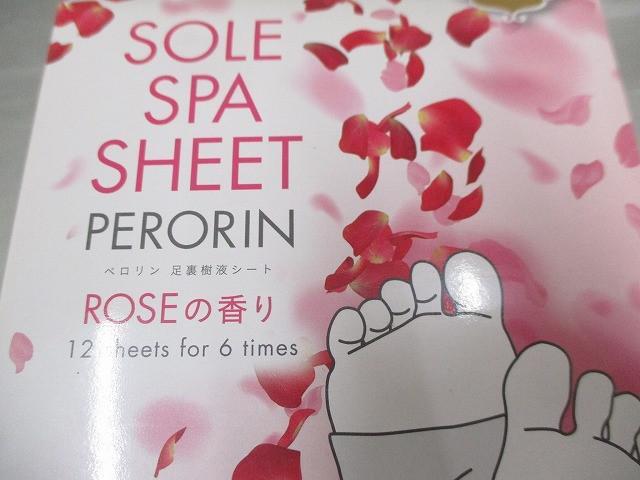 SOLE
SPA
SHEET
PERORIN
ペロリン 足裏樹液シート
ROSEの香り
12 sheets for 6 times